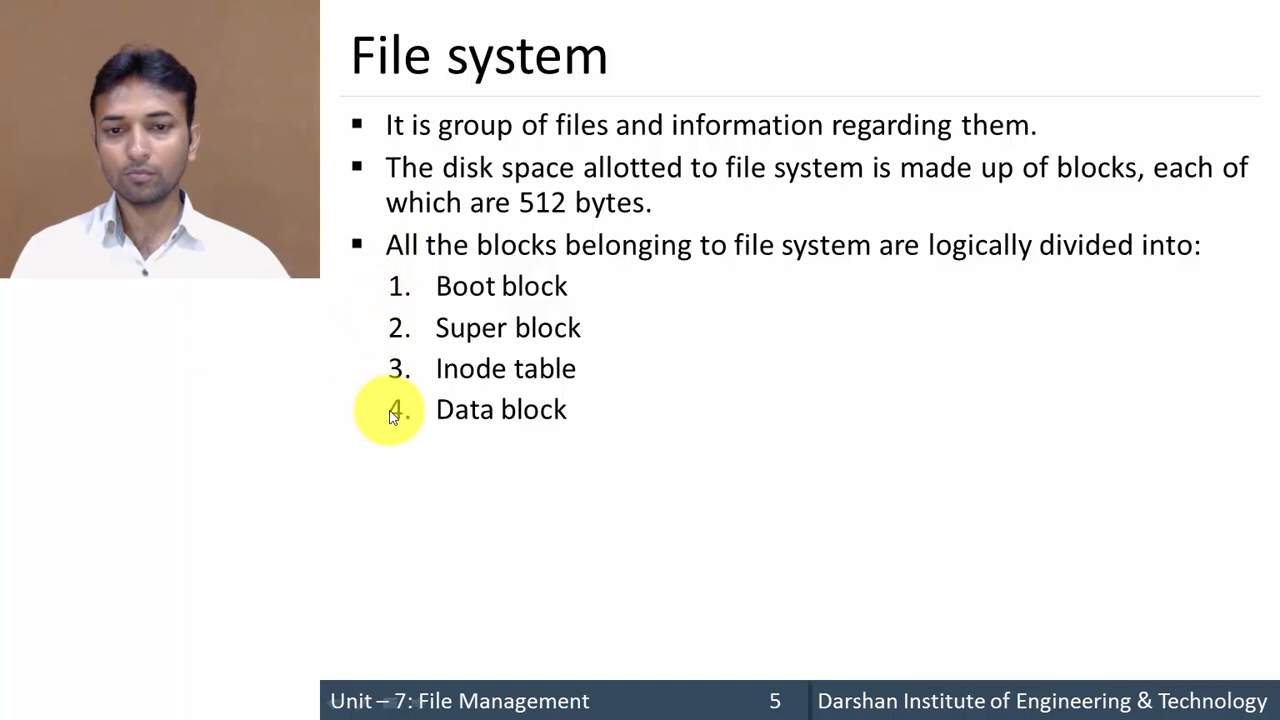 File system
▪ It is group of files and information regarding them.
▪ The disk space allotted to file system is made up of blocks, each of
which are 512 bytes.
▪ All the blocks belonging to file system are logically divided into:
1. Boot block
2. Super block
3. Inode table
4. Data block
Unit – 7: File Management 5 Darshan Institute of Engineering & Technology